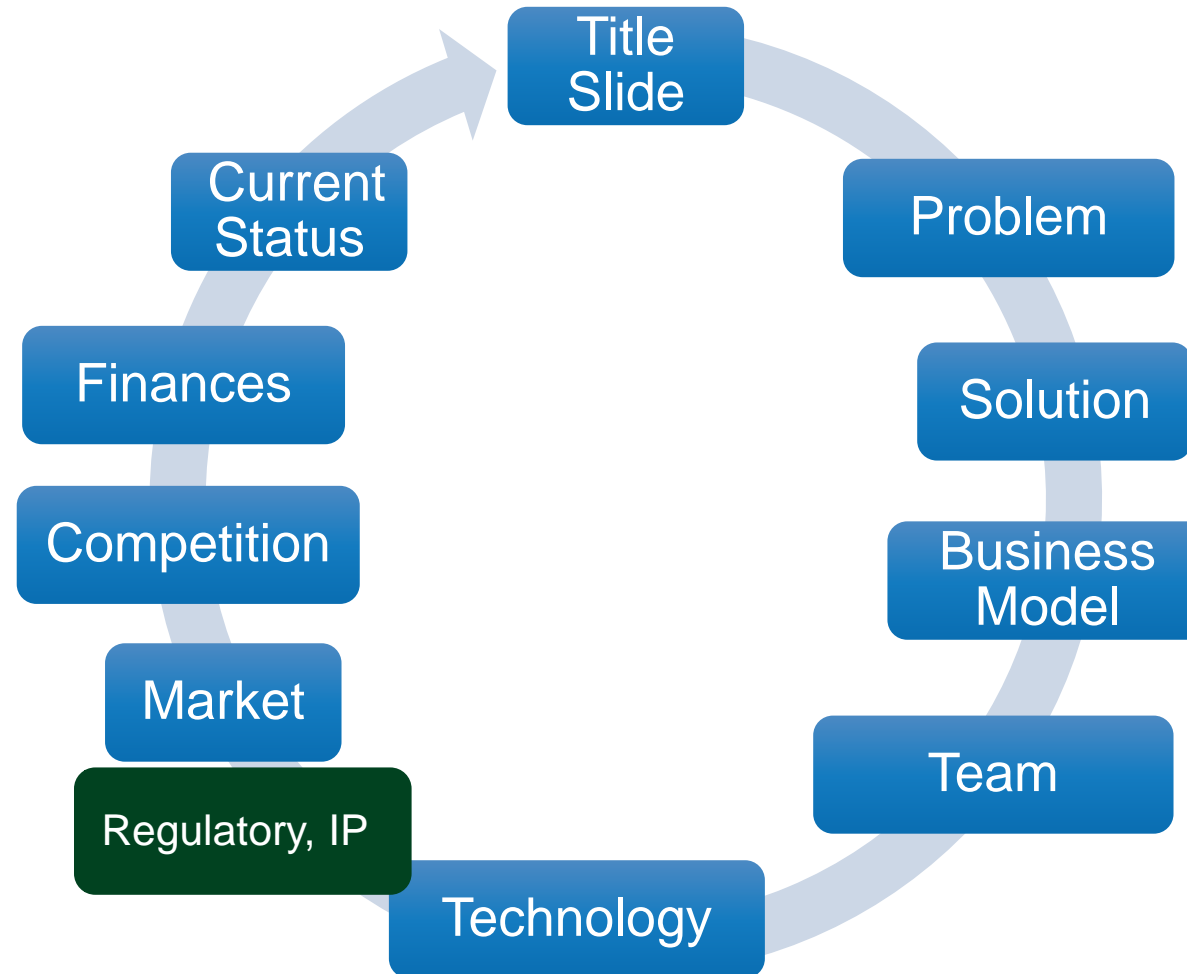 Title
Slide
Problem
Solution
Business
Model
Team
Technology
Regulatory, IP
Market
Competition
Finances
Current
Status